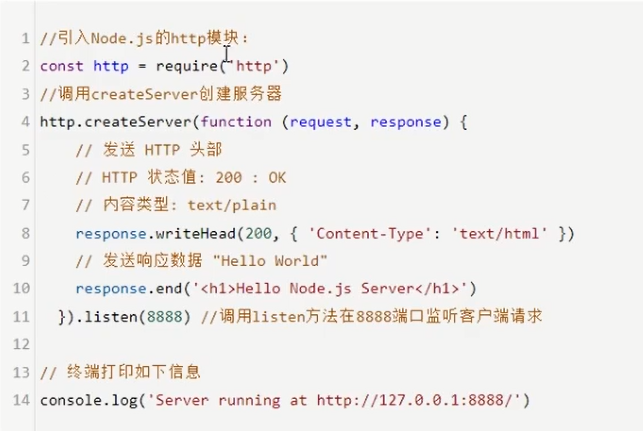 1 //引入Node.js的http模块:
2 const http = require('http')
3 //调用createServer创建服务器
4 http.createServer(function (request, response) {
5 // 发送 HTTP 头部
6 // HTTP 状态值: 200 : OK
7 // 内容类型: text/plain
8 response.writeHead(200, { 'Content-Type': 'text/html' })
9 // 发送响应数据 "Hello World"
10 response.end('<h1>Hello Node.js Server</h1>')
11 }).listen(8888) //调用listen方法在8888端口监听客户端请求
12
13 // 终端打印如下信息
14 console.log('Server running at http://127.0.0.1:8888/')